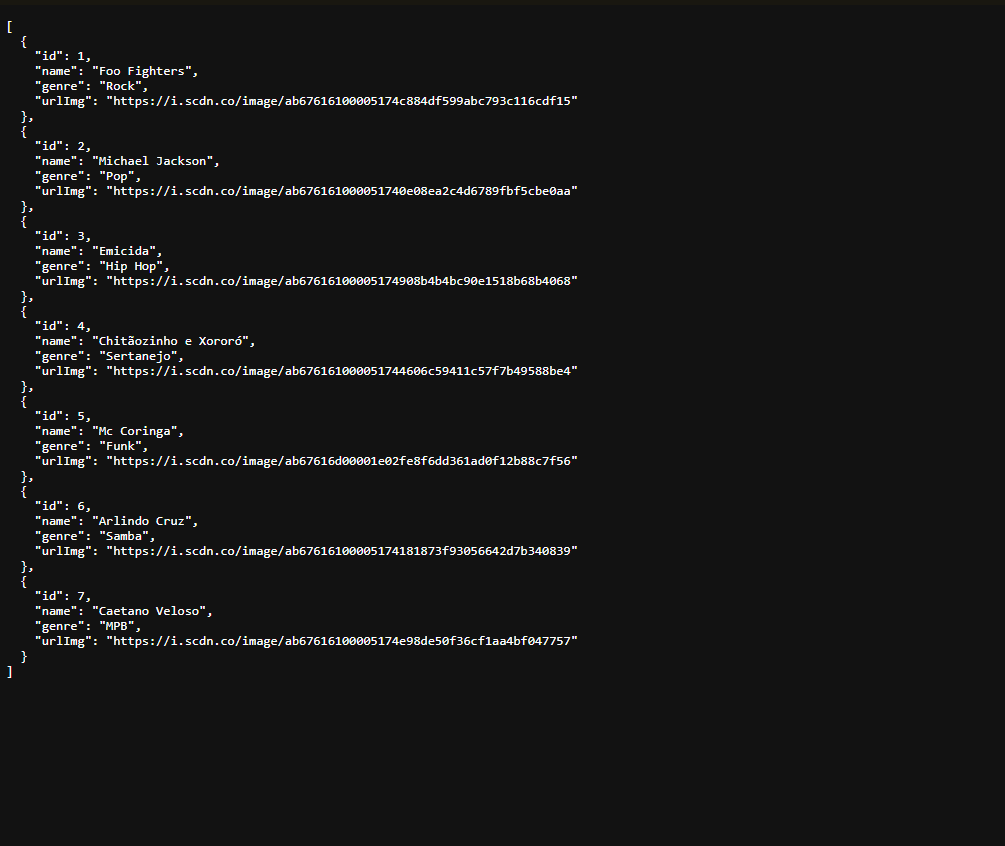 [
  {
    "id": 1,
    "name": "Foo Fighters",
    "genre": "Rock",
    "urlImg": "https://i.scdn.co/image/ab67616100005174c884df599abc793c116cdf15"
  },
  {
    "id": 2,
    "name": "Michael Jackson",
    "genre": "Pop",
    "urlImg": "https://i.scdn.co/image/ab676161000051740e08ea2c4d6789fbf5cbe0aa"
  },
  {
    "id": 3,
    "name": "Emicida",
    "genre": "Hip Hop",
    "urlImg": "https://i.scdn.co/image/ab67616100005174908b4b4bc90e1518b68b4068"
  },
  {
    "id": 4,
    "name": "Chitãozinho e Xororó",
    "genre": "Sertanejo",
    "urlImg": "https://i.scdn.co/image/ab676161000051744606c59411c57f7b49588be4"
  },
  {
    "id": 5,
    "name": "Mc Coringa",
    "genre": "Funk",
    "urlImg": "https://i.scdn.co/image/ab67616d00001e02fe8f6dd361ad0f12b88c7f56"
  },
  {
    "id": 6,
    "name": "Arlindo Cruz",
    "genre": "Samba",
    "urlImg": "https://i.scdn.co/image/ab67616100005174181873f93056642d7b340839"
  },
  {
    "id": 7,
    "name": "Caetano Veloso",
    "genre": "MPB",
    "urlImg": "https://i.scdn.co/image/ab67616100005174e98de50f36cf1aa4bf047757"
  }
]